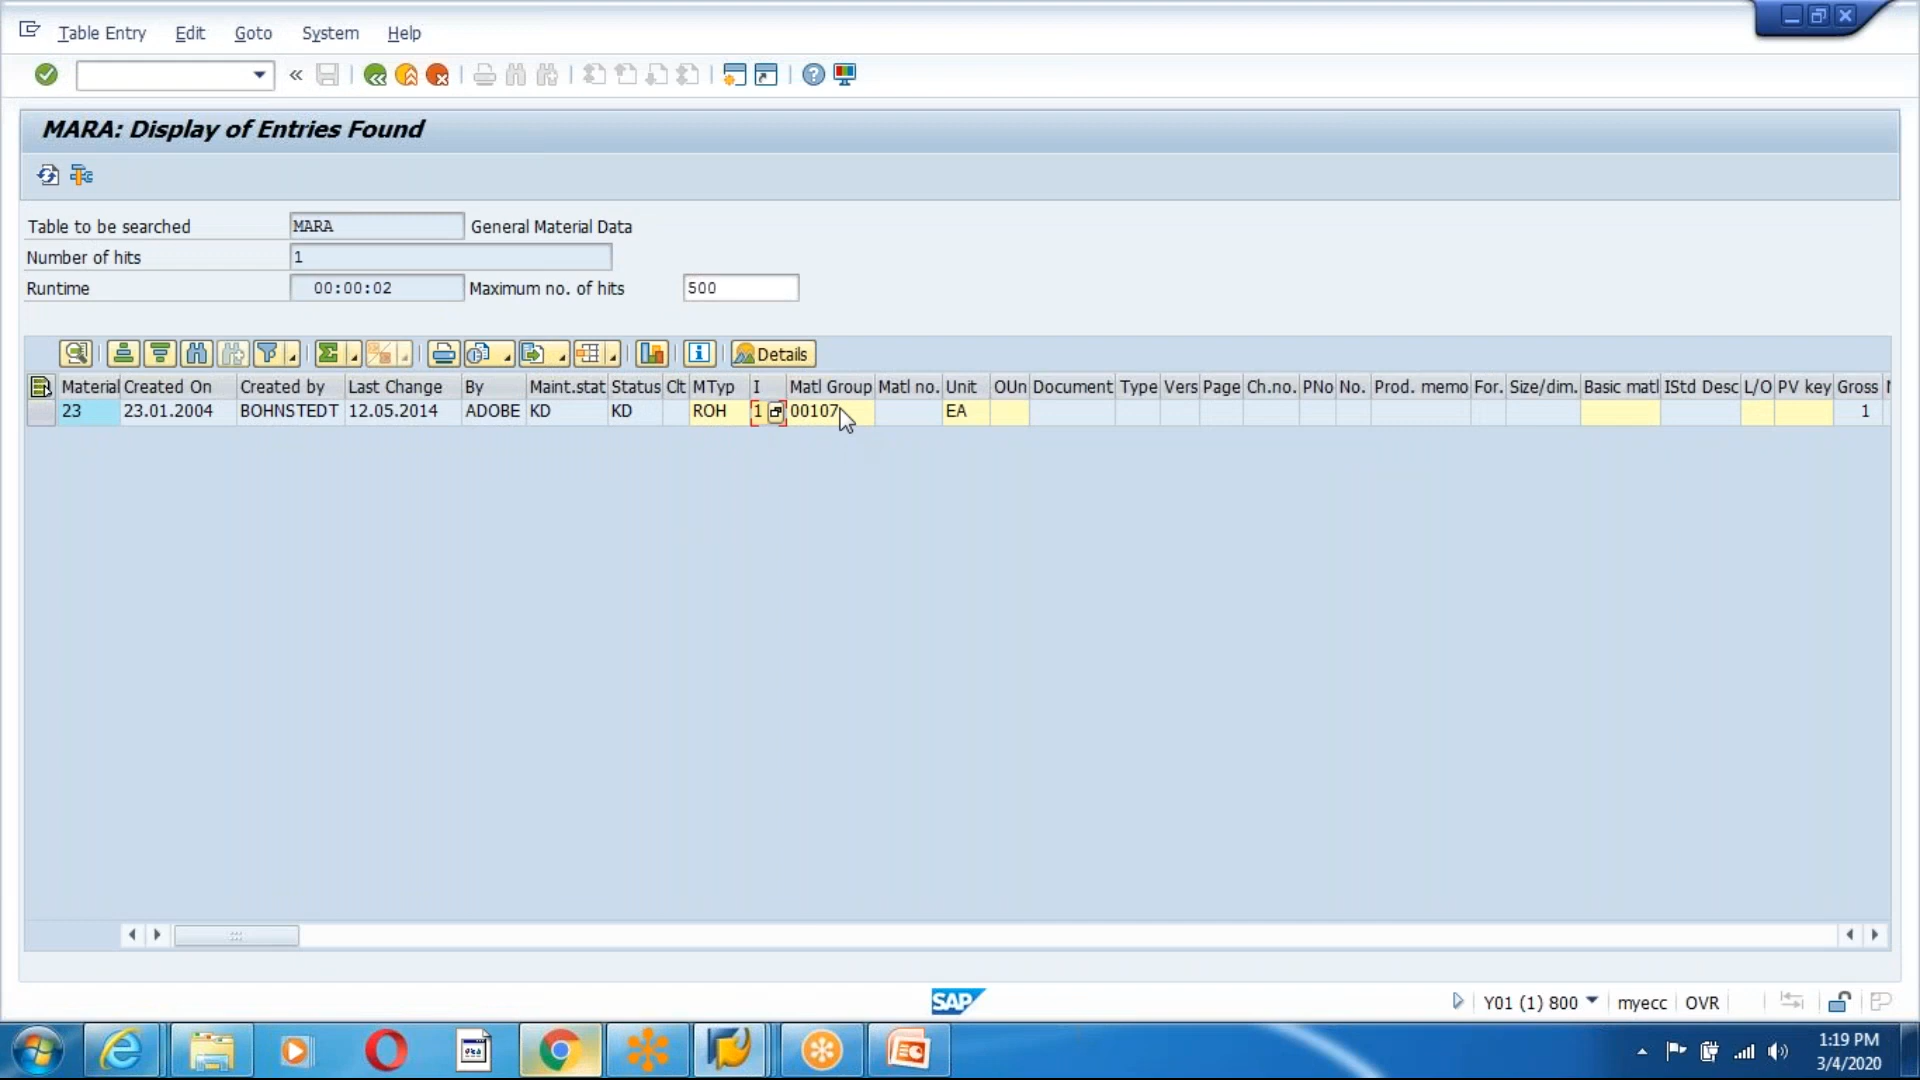 Table Entry Edit Goto System Help
MARA: Display of Entries Found
Table to be searched MARA General Material Data
Number of hits 1
Runtime 00:00:02 Maximum no. of hits 500
Details
Material Created On Created by Last Change By Maint.stat Status Clt MTyp I Matl Group Matl no. Unit OUn Document Type Vers Page Ch.no. PNo No. Prod. memo For. Size/dim. Basic matl IStd Desc L/O PV key Gross
23 23.01.2004 BOHNSTEDT 12.05.2014 ADOBE KD KD ROH 1 00107 EA 1
SAP Y01 (1) 800 myecc OVR
1:19 PM
3/4/2020